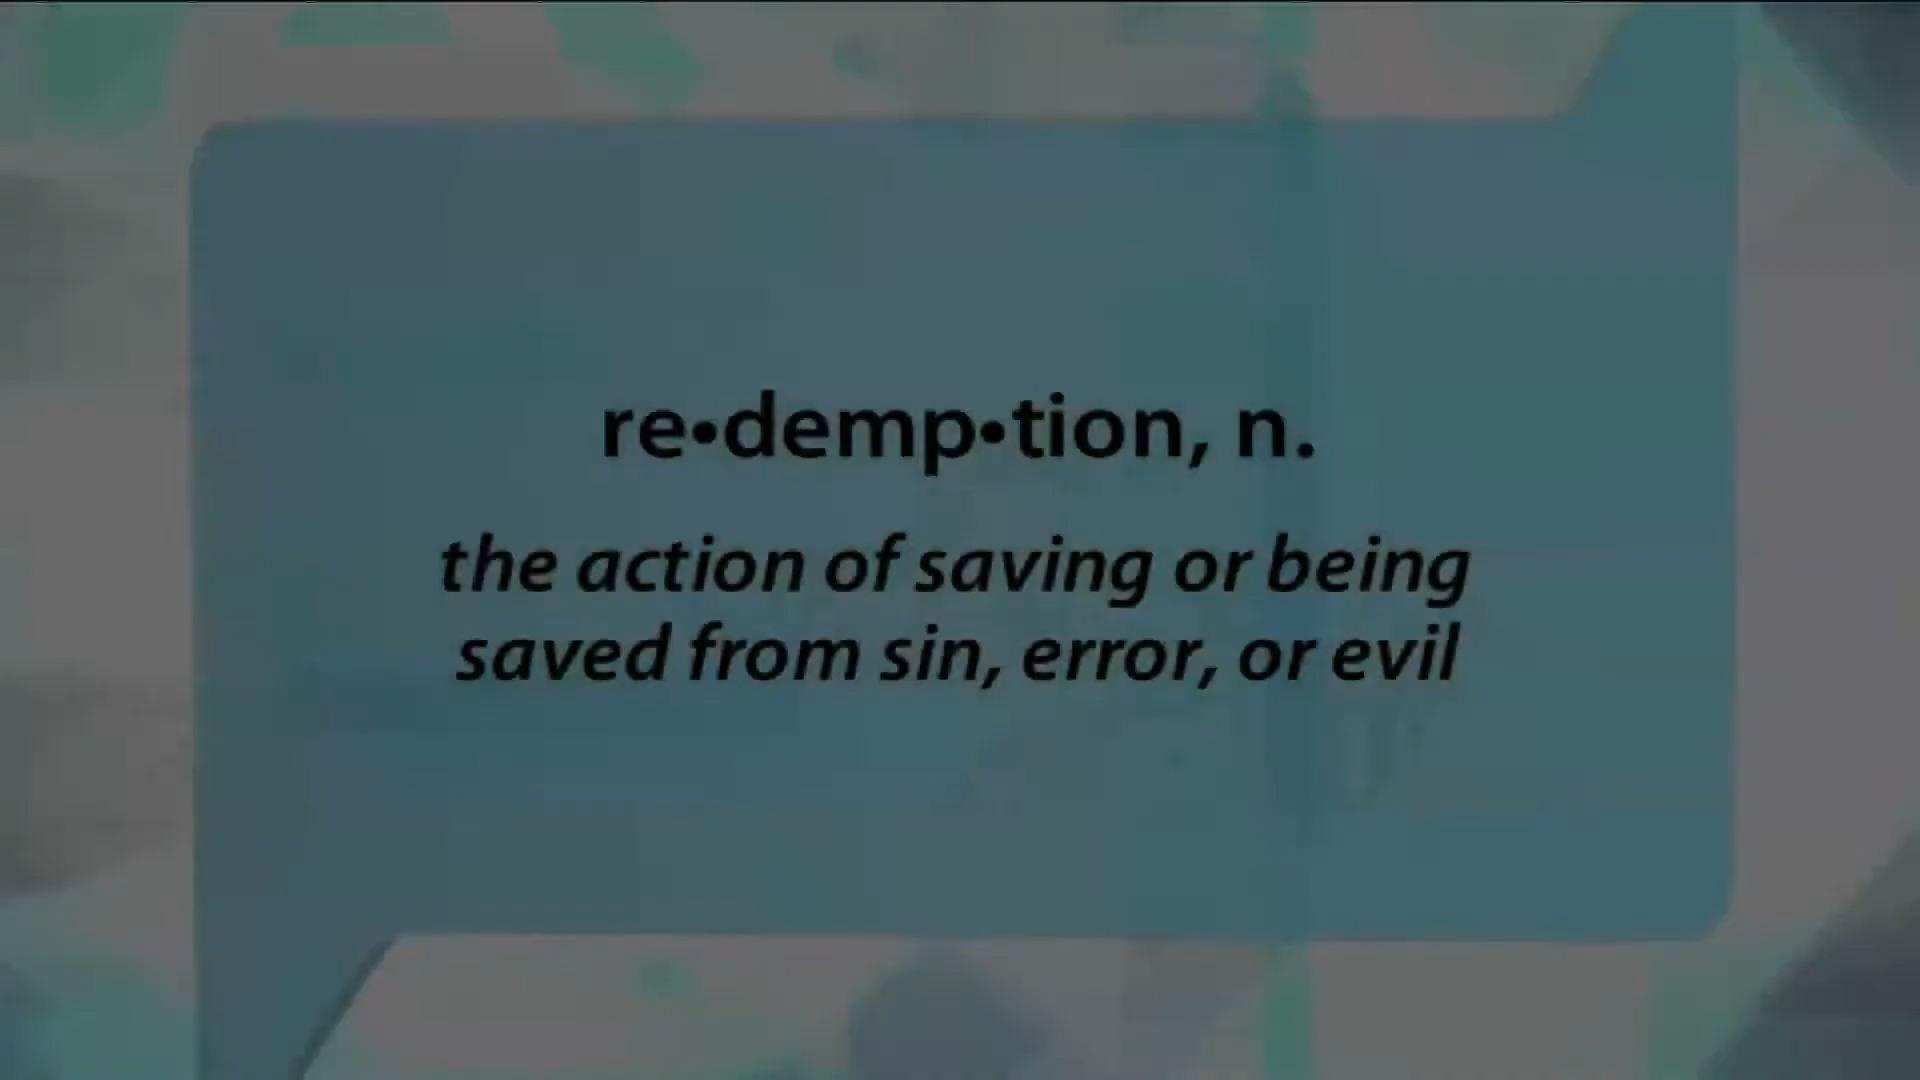 re•demp•tion, n.
the action of saving or being
saved from sin, error, or evil